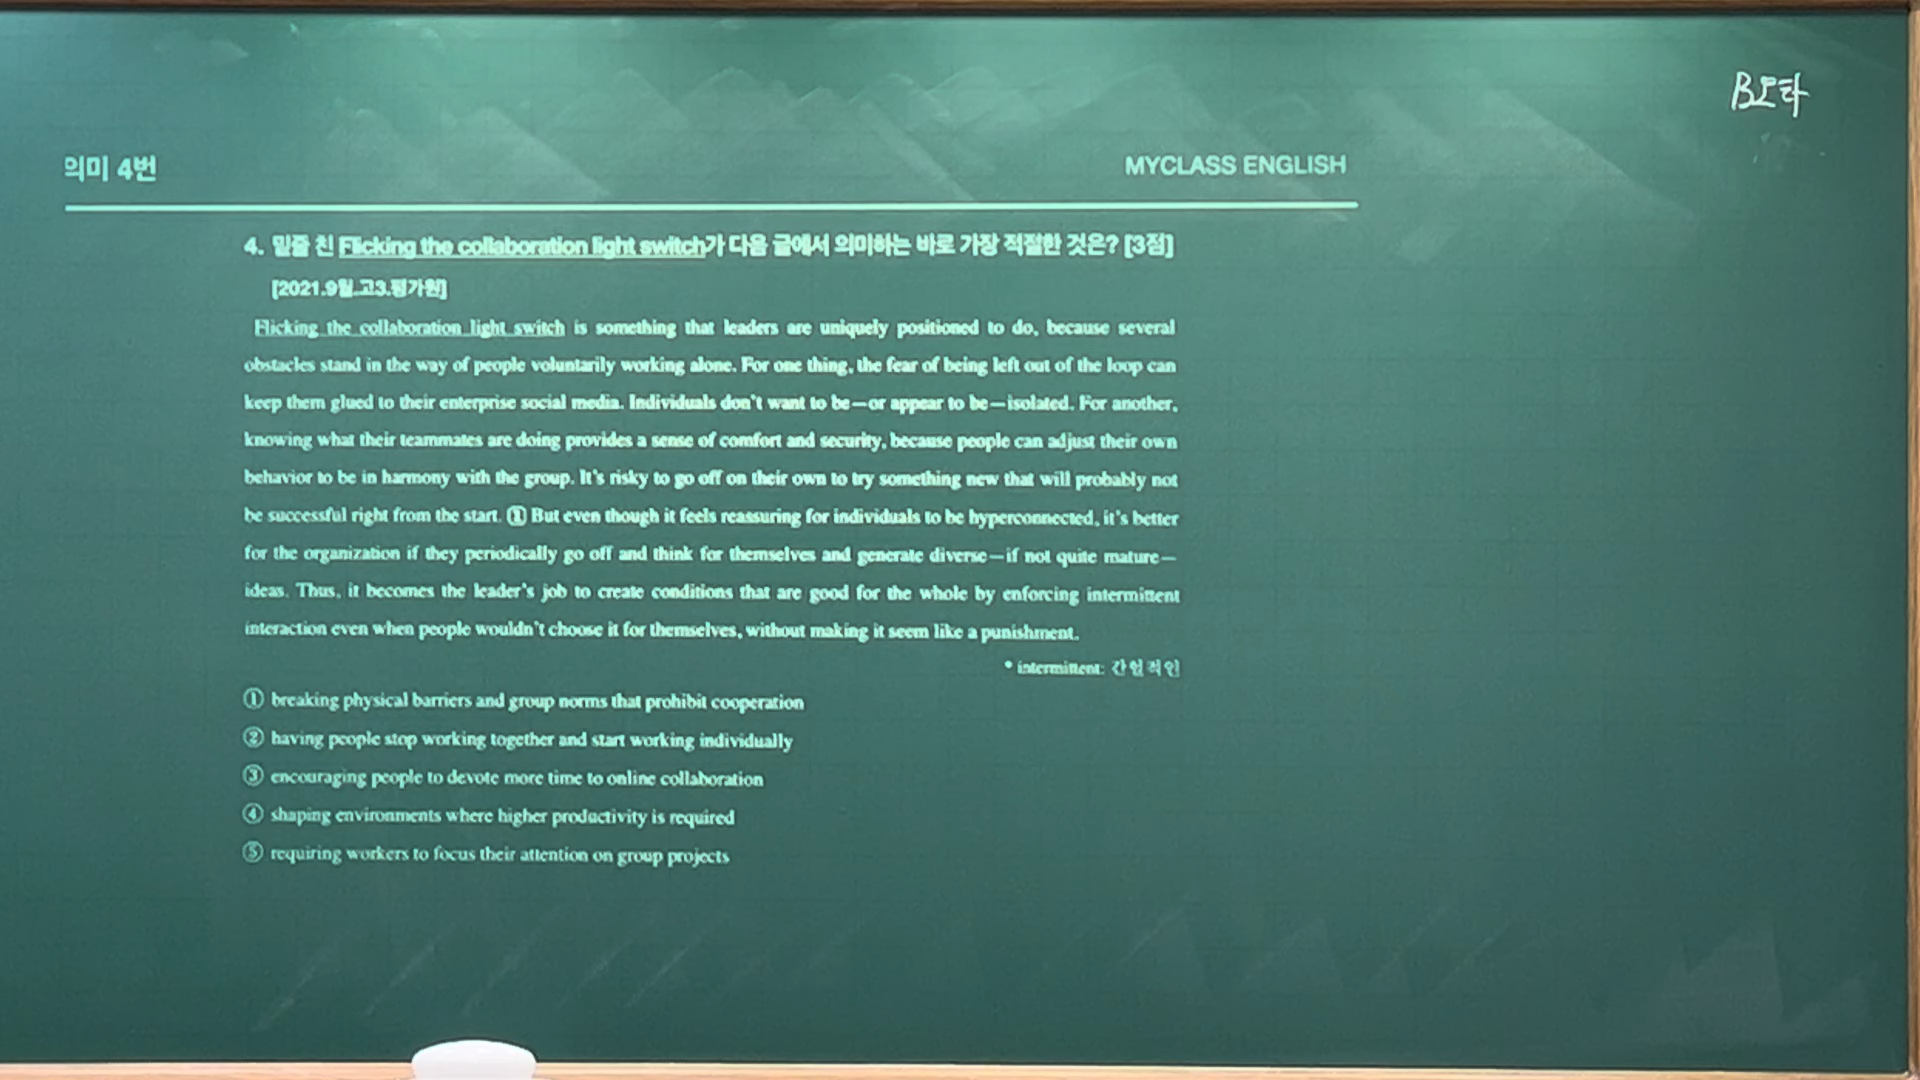 B오타
의미 4번
MYCLASS ENGLISH
4. 밑줄 친 Flicking the collaboration light switch가 다음 글에서 의미하는 바로 가장 적절한 것은? [3점]
[2021.9월.고3.평가원]
Flicking the collaboration light switch is something that leaders are uniquely positioned to do, because several
obstacles stand in the way of people voluntarily working alone. For one thing, the fear of being left out of the loop can
keep them glued to their enterprise social media. Individuals don't want to be—or appear to be—isolated. For another,
knowing what their teammates are doing provides a sense of comfort and security, because people can adjust their own
behavior to be in harmony with the group. It's risky to go off on their own to try something new that will probably not
be successful right from the start. ① But even though it feels reassuring for individuals to be hyperconnected, it's better
for the organization if they periodically go off and think for themselves and generate diverse—if not quite mature—
ideas. Thus, it becomes the leader's job to create conditions that are good for the whole by enforcing intermittent
interaction even when people wouldn't choose it for themselves, without making it seem like a punishment.
* intermittent: 간헐적인
① breaking physical barriers and group norms that prohibit cooperation
② having people stop working together and start working individually
③ encouraging people to devote more time to online collaboration
④ shaping environments where higher productivity is required
⑤ requiring workers to focus their attention on group projects